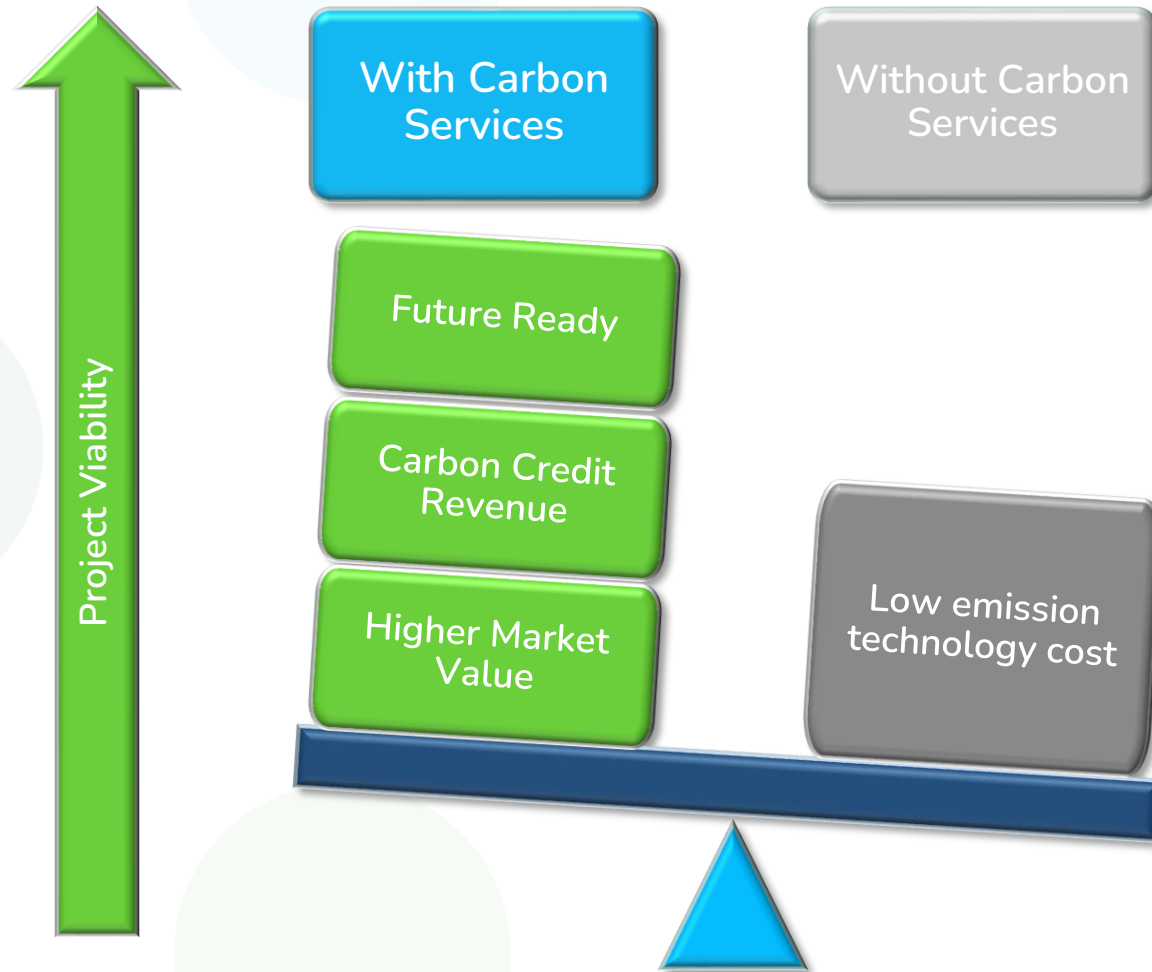 With Carbon
Services
Without Carbon
Services
Project Viability
Future Ready
Carbon Credit
Revenue
Higher Market
Value
Low emission
technology cost